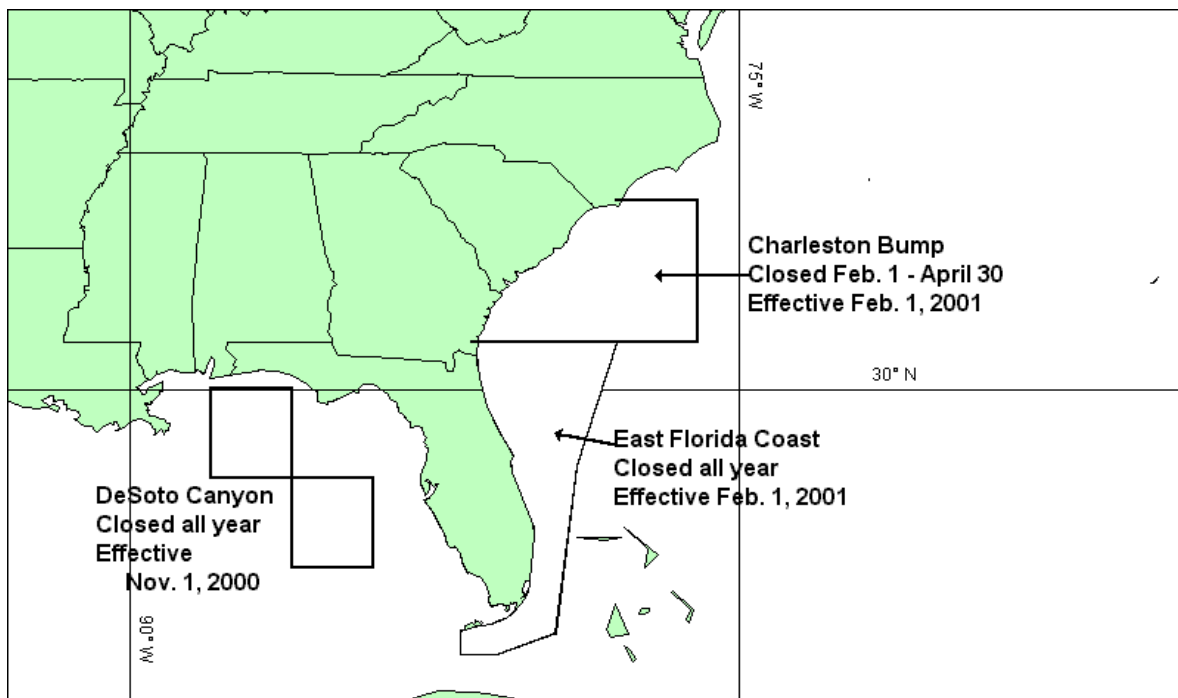 75° W
Charleston Bump
Closed Feb. 1 - April 30
Effective Feb. 1, 2001
30° N
East Florida Coast
Closed all year
Effective Feb. 1, 2001
DeSoto Canyon
Closed all year
Effective
Nov. 1, 2000
90° W